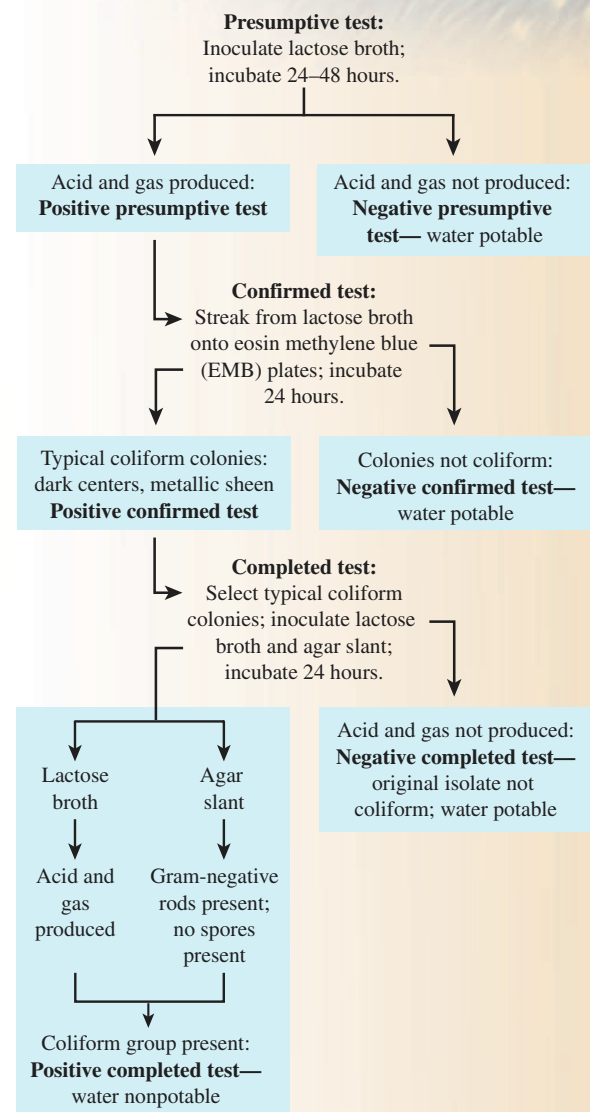 Presumptive test:
Inoculate lactose broth;
incubate 24–48 hours.
Acid and gas produced:
Positive presumptive test
Acid and gas not produced:
Negative presumptive
test— water potable
Confirmed test:
Streak from lactose broth
onto eosin methylene blue
(EMB) plates; incubate
24 hours.
Typical coliform colonies:
dark centers, metallic sheen
Positive confirmed test
Colonies not coliform:
Negative confirmed test—
water potable
Completed test:
Select typical coliform
colonies; inoculate lactose
broth and agar slant;
incubate 24 hours.
Acid and gas not produced:
Negative completed test—
original isolate not
coliform; water potable
Lactose
broth
Agar
slant
Acid and
gas
produced
Gram-negative
rods present;
no spores
present
Coliform group present:
Positive completed test—
water nonpotable